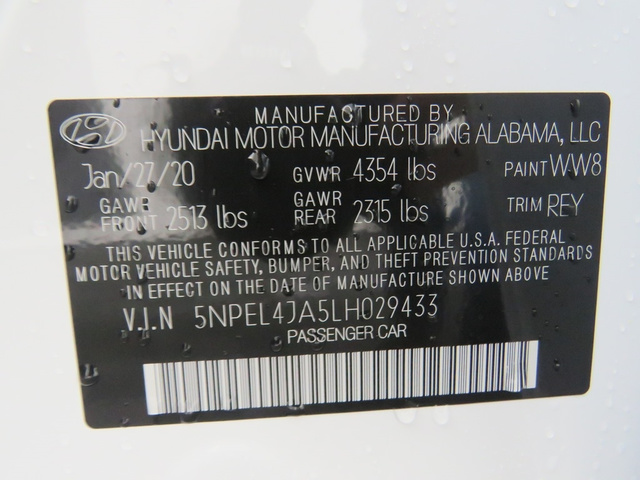 MANUFACTURED BY
HYUNDAI MOTOR MANUFACTURING ALABAMA, LLC
Jan/27/20 GVWR 4354 lbs PAINT WW8
GAWR FRONT 2513 lbs GAWR REAR 2315 lbs TRIM REY
THIS VEHICLE CONFORMS TO ALL APPLICABLE U.S.A. FEDERAL
MOTOR VEHICLE SAFETY, BUMPER, AND THEFT PREVENTION
STANDARDS IN EFFECT ON THE DATE OF MANUFACTURE SHOWN ABOVE
V.I.N 5NPEL4JA5LH029433
PASSENGER CAR